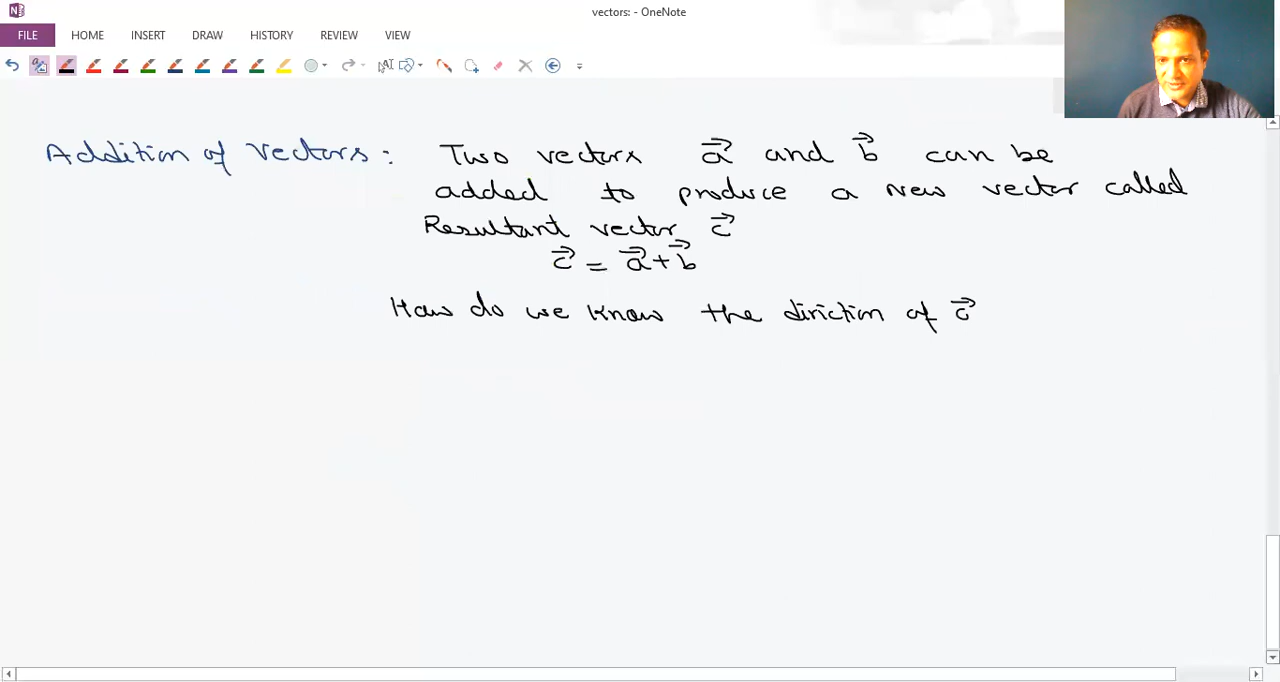 vectors: - OneNote
FILE HOME INSERT DRAW HISTORY REVIEW VIEW
Addition of Vectors: Two vectors a⃗ and b⃗ can be
added to produce a new vector called
Resultant vector c⃗
c⃗ = a⃗ + b⃗
How do we know the diriction of c⃗